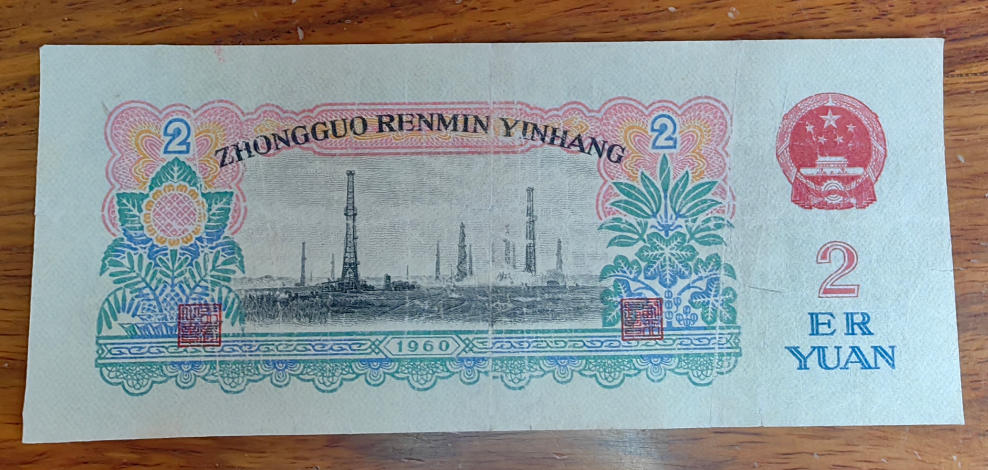 2
2
ZHONGGUO RENMIN YINHANG
2
ER
YUAN
1960